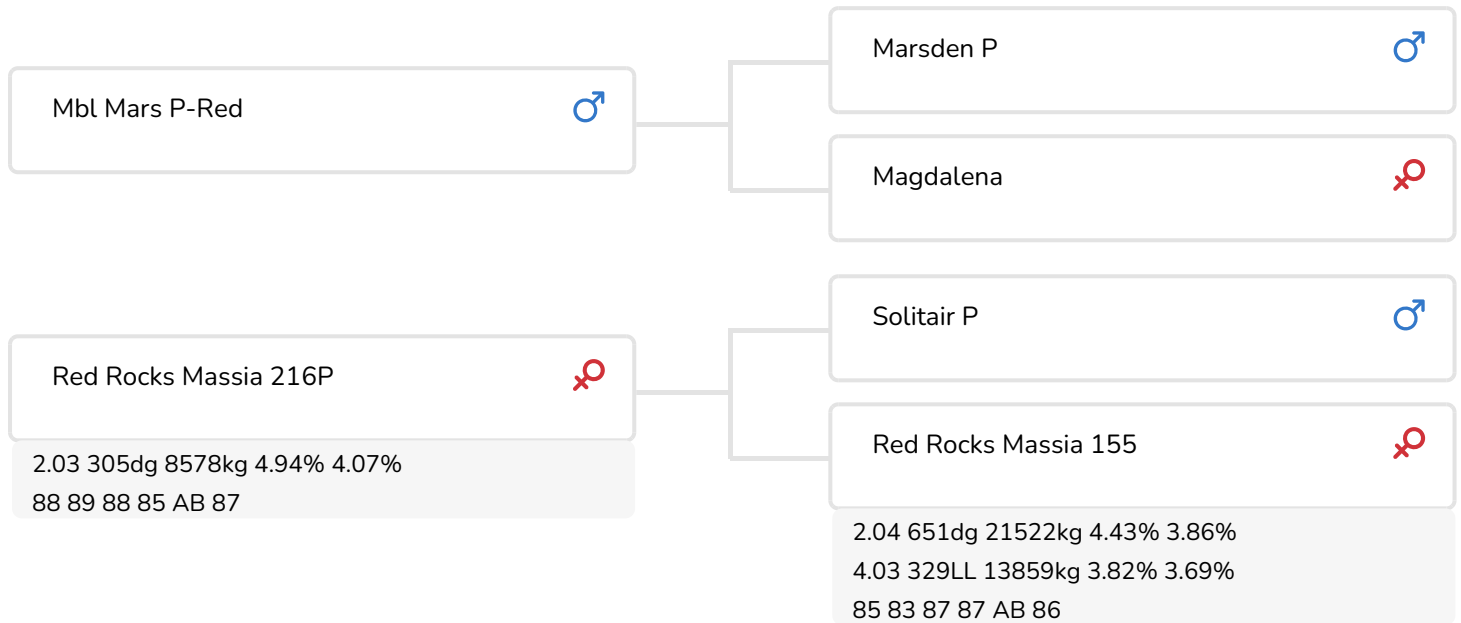 Mbl Mars P-Red
Marsden P
Magdalena
Red Rocks Massia 216P
2.03 305dg 8578kg 4.94% 4.07%
88 89 88 85 AB 87
Solitair P
Red Rocks Massia 155
2.04 651dg 21522kg 4.43% 3.86%
4.03 329LL 13859kg 3.82% 3.69%
85 83 87 87 AB 86